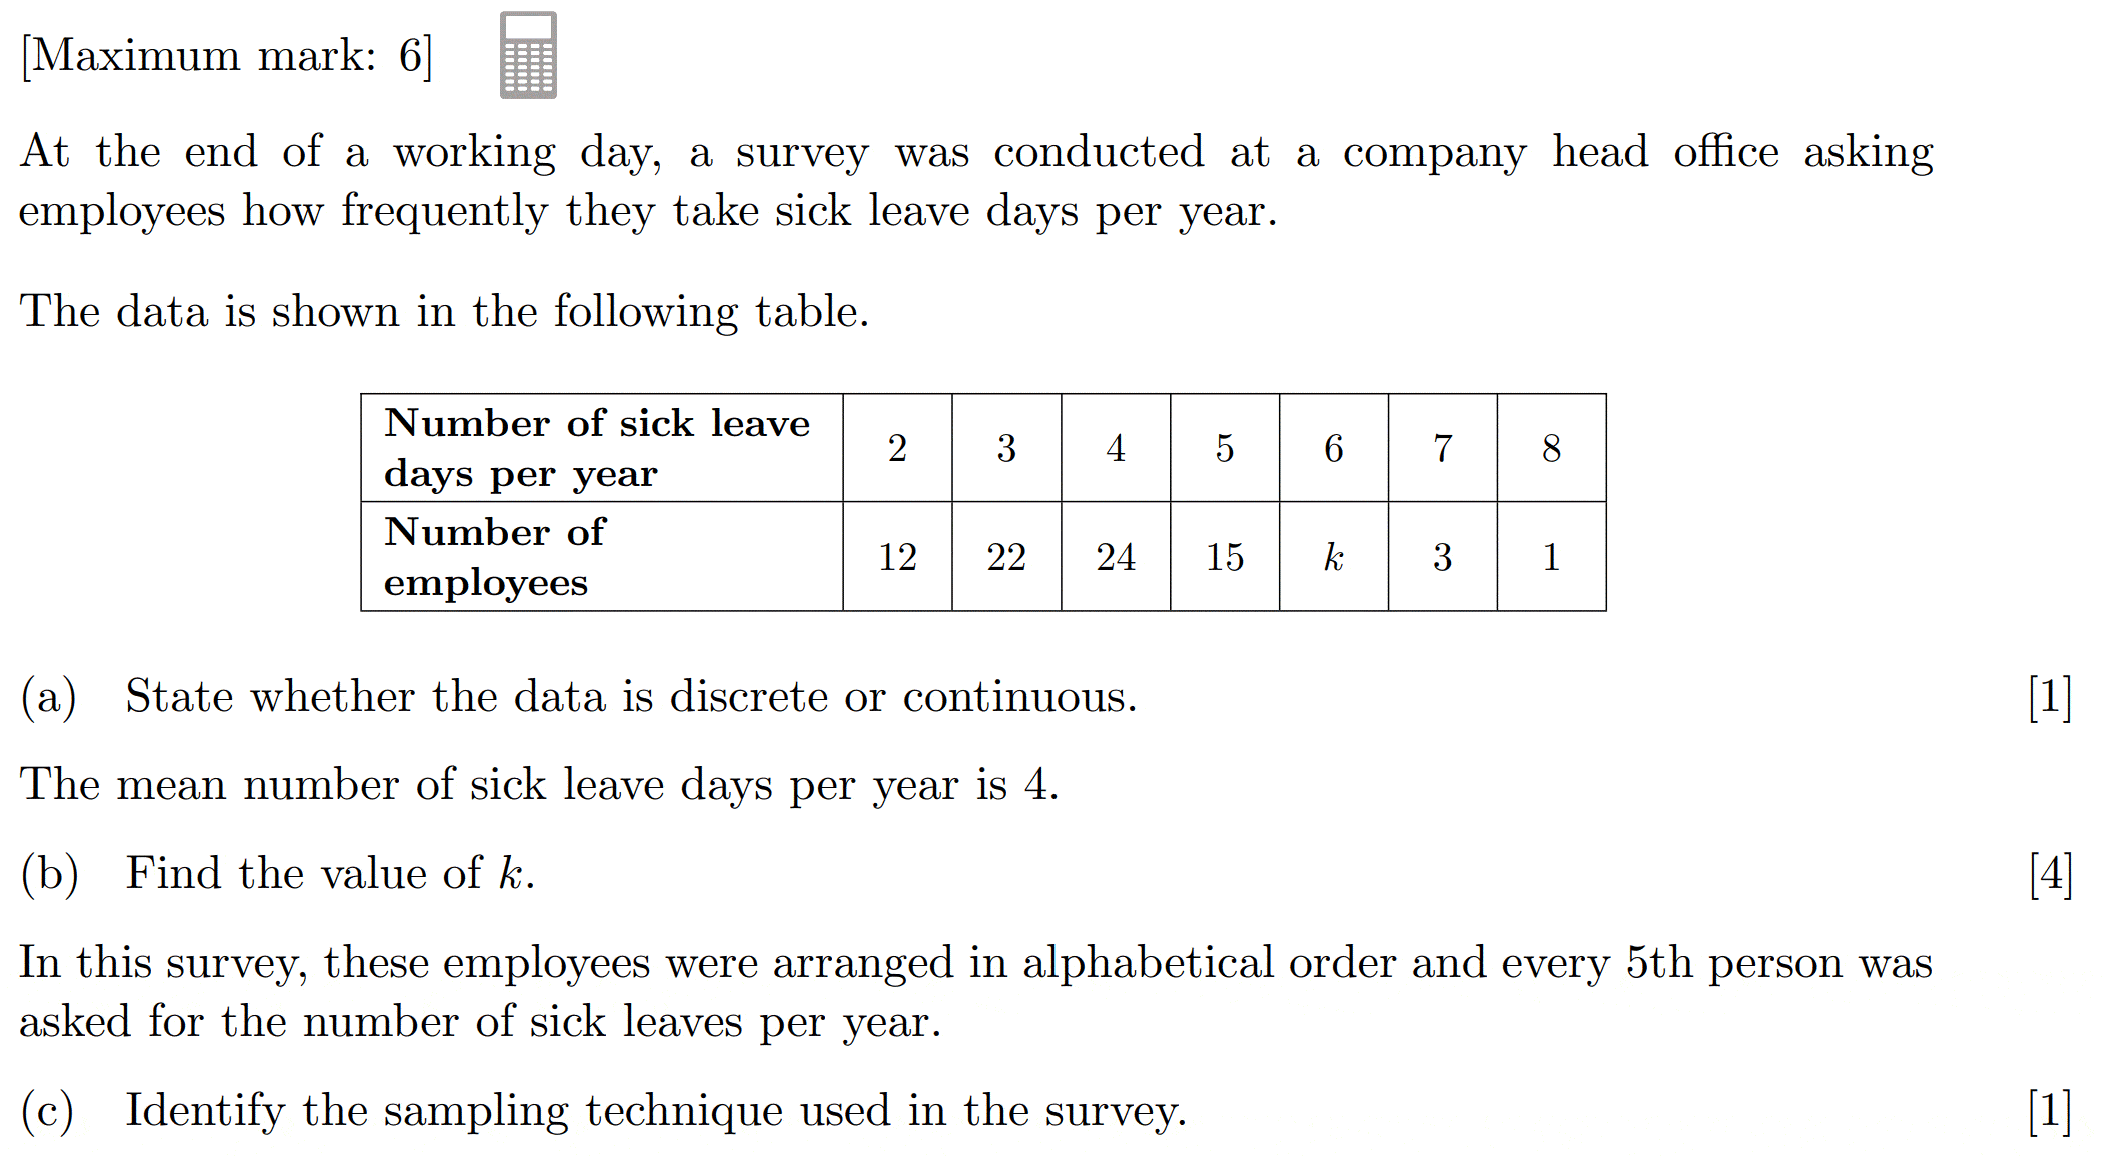 [Maximum mark: 6]
At the end of a working day, a survey was conducted at a company head office asking
employees how frequently they take sick leave days per year.
The data is shown in the following table.
Number of sick leave days per year 2 3 4 5 6 7 8
Number of employees 12 22 24 15 k 3 1
(a) State whether the data is discrete or continuous. [1]
The mean number of sick leave days per year is 4.
(b) Find the value of k. [4]
In this survey, these employees were arranged in alphabetical order and every 5th person was
asked for the number of sick leaves per year.
(c) Identify the sampling technique used in the survey. [1]